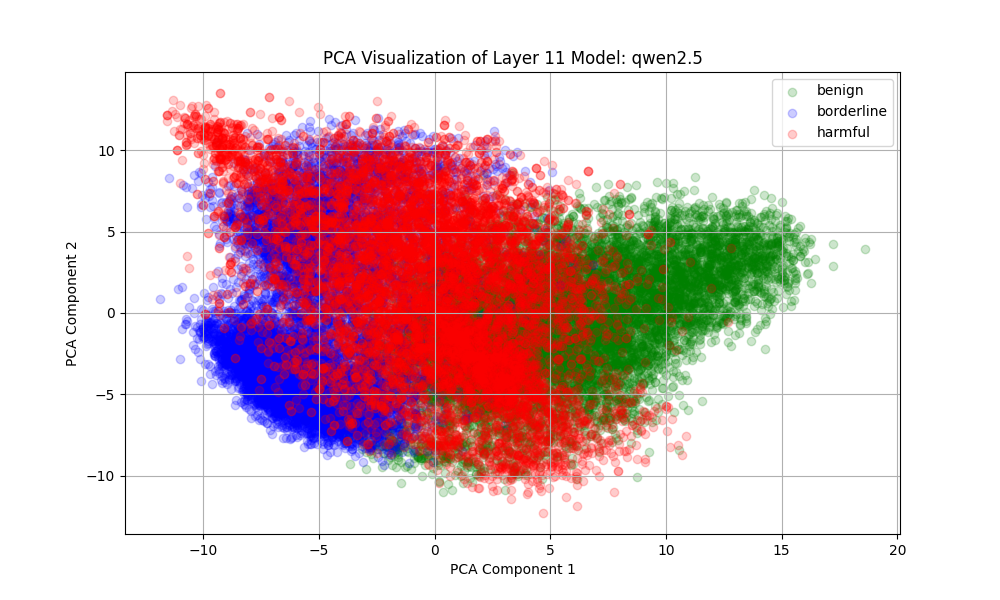 PCA Visualization of Layer 11 Model: qwen2.5
benign
borderline
harmful
10
5
0
−5
−10
PCA Component 2
−10
−5
0
5
10
15
20
PCA Component 1